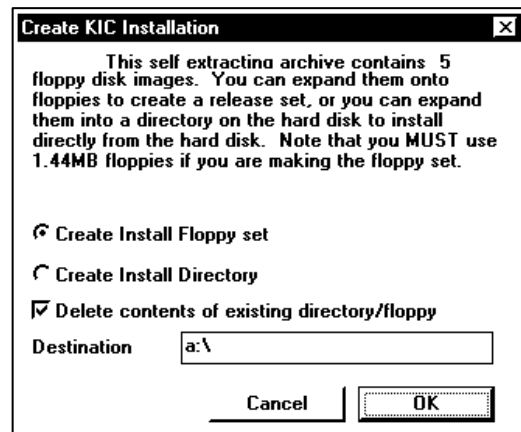 Create KIC Installation
This self extracting archive contains 5
floppy disk images. You can expand them onto
floppies to create a release set, or you can expand
them into a directory on the hard disk to install
directly from the hard disk. Note that you MUST use
1.44MB floppies if you are making the floppy set.
Create Install Floppy set
Create Install Directory
Delete contents of existing directory/floppy
Destination a:\
Cancel OK